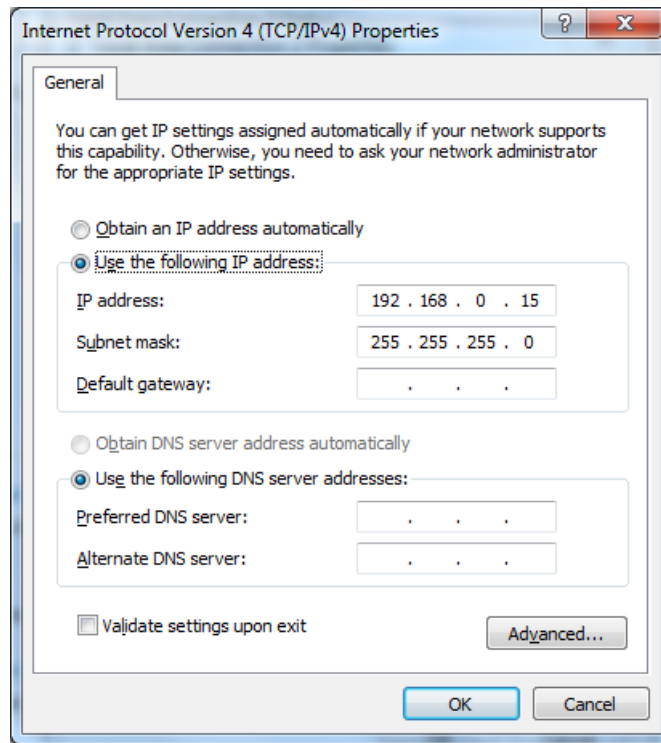 Internet Protocol Version 4 (TCP/IPv4) Properties
General
You can get IP settings assigned automatically if your network supports
this capability. Otherwise, you need to ask your network administrator
for the appropriate IP settings.
Obtain an IP address automatically
Use the following IP address:
IP address: 192 . 168 . 0 . 15
Subnet mask: 255 . 255 . 255 . 0
Default gateway: . . .
Obtain DNS server address automatically
Use the following DNS server addresses:
Preferred DNS server: . . .
Alternate DNS server: . . .
Validate settings upon exit
Advanced...
OK Cancel